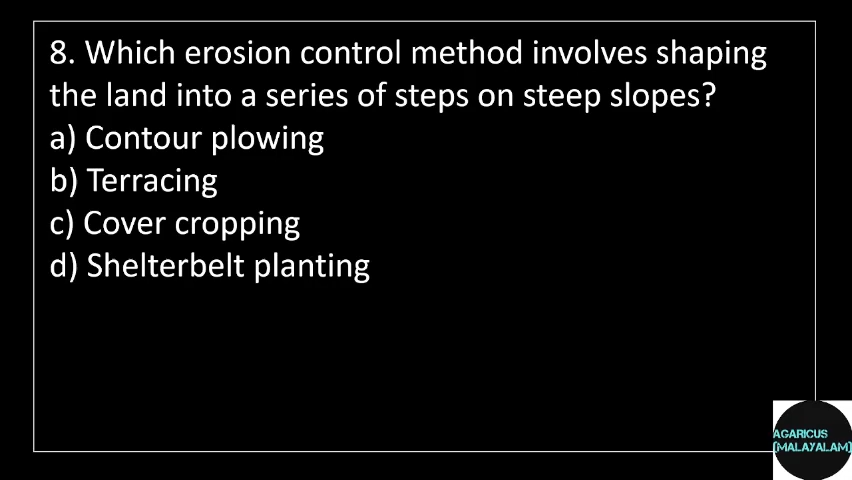 8. Which erosion control method involves shaping
the land into a series of steps on steep slopes?
a) Contour plowing
b) Terracing
c) Cover cropping
d) Shelterbelt planting
AGARICUS
(MALAYALAM)